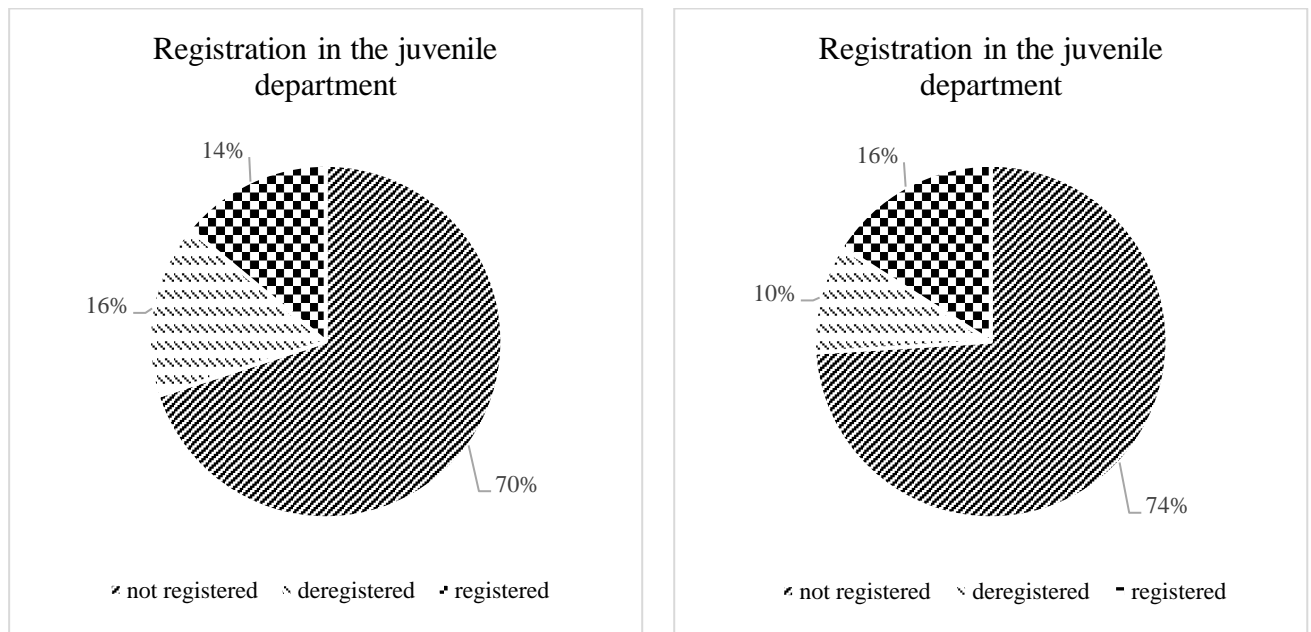 Registration in the juvenile
department
14%
16%
70%
not registered deregistered registered
Registration in the juvenile
department
16%
10%
74%
not registered deregistered registered